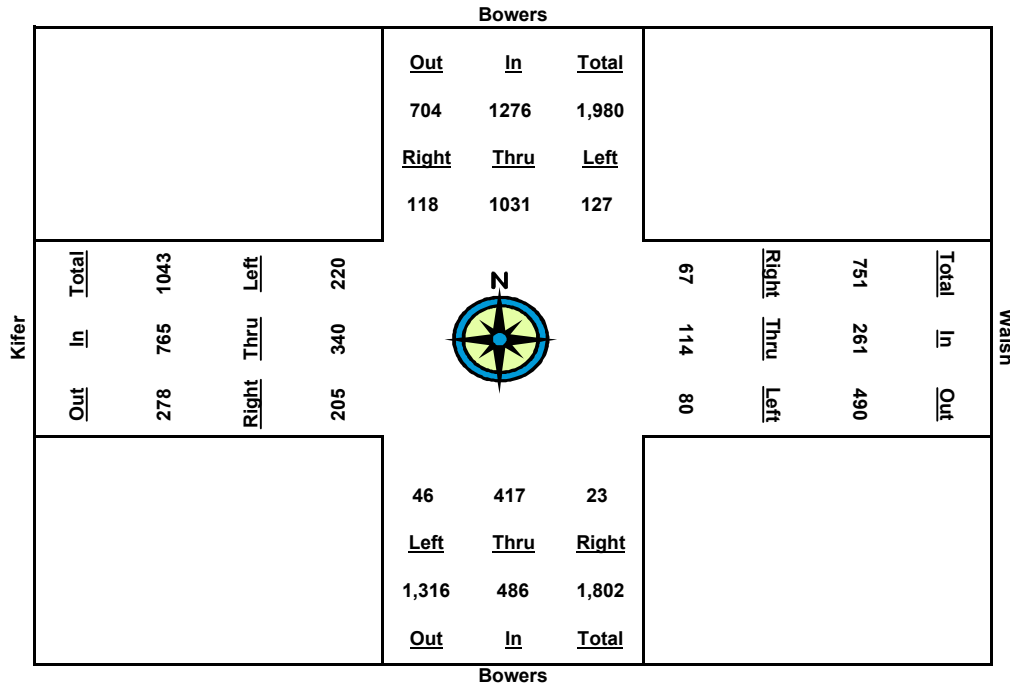 Bowers
Out In Total
704 1276 1,980
Right Thru Left
118 1031 127
Kifer
Total 1043 Left 220
In 765 Thru 340
Out 278 Right 205
N
67 Right 751 Total
114 Thru 261 In
80 Left 490 Out
Walsh
46 417 23
Left Thru Right
1,316 486 1,802
Out In Total
Bowers